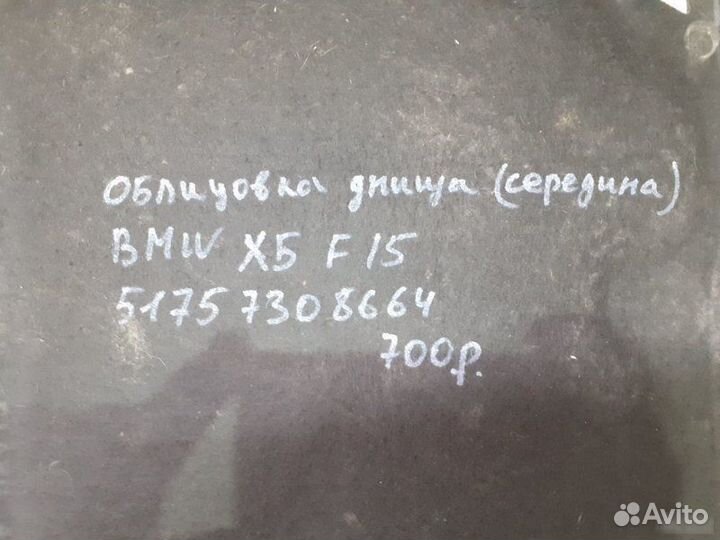 Облицовка днища (середина)
BMW X5 F15
51757308664
700р.
Avito